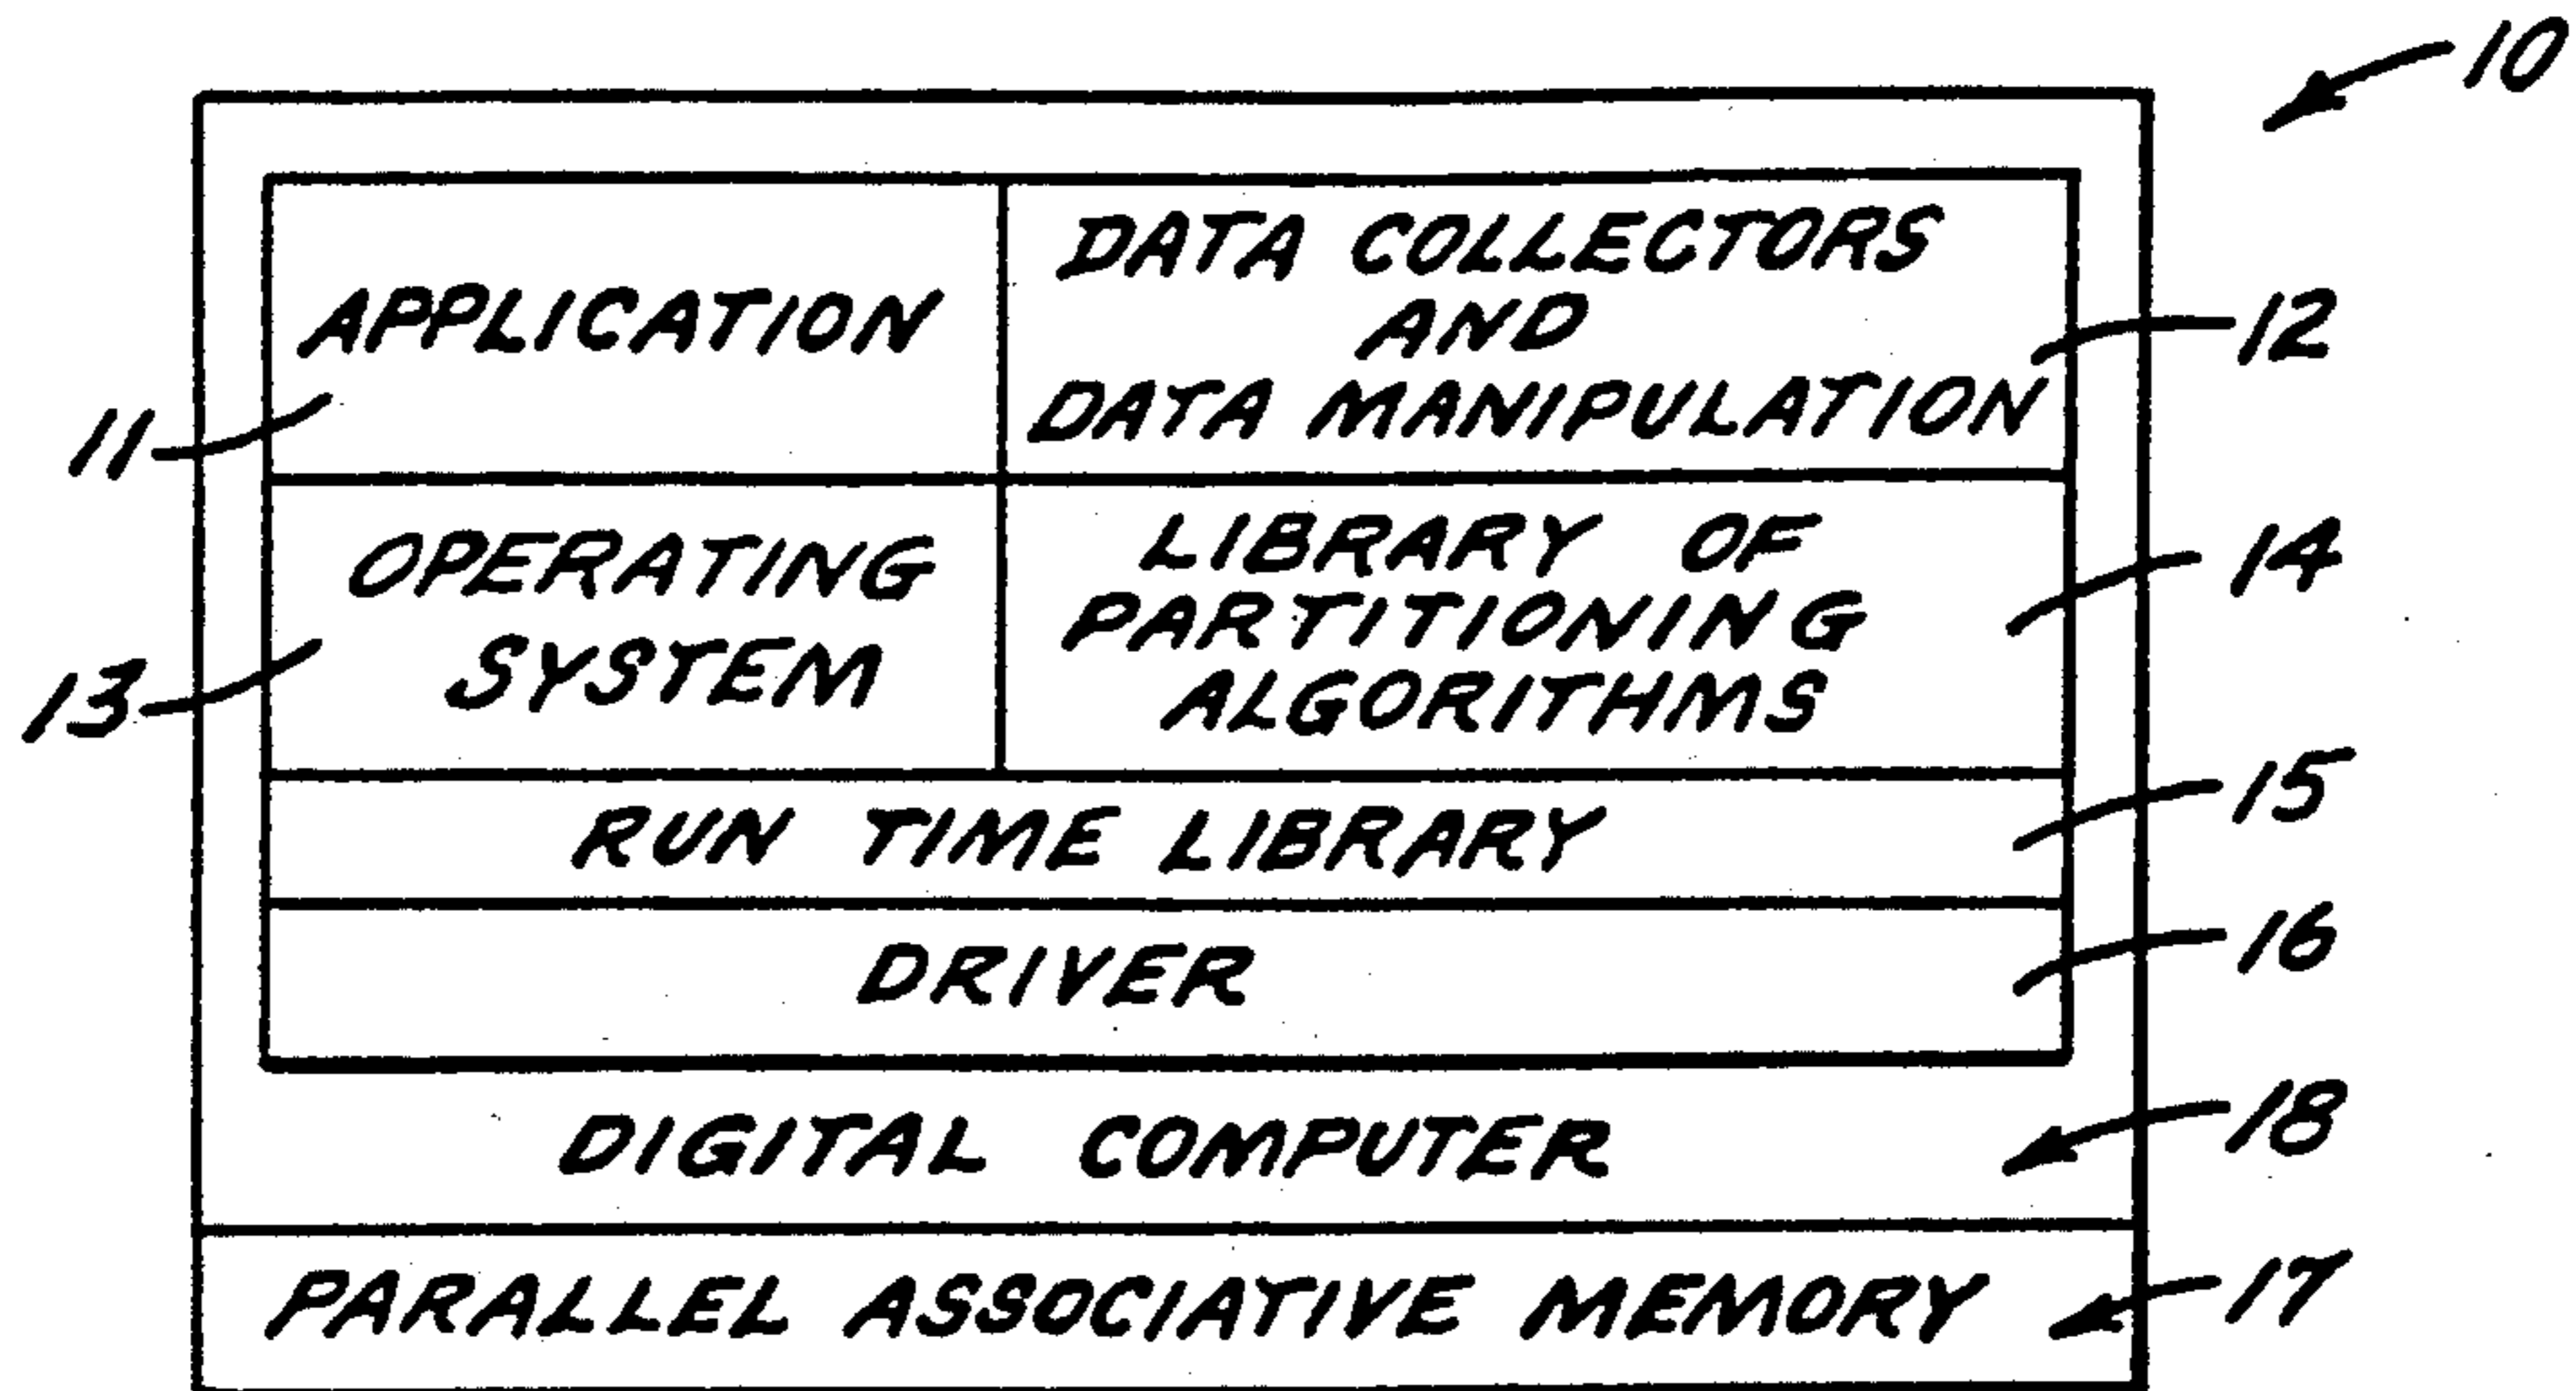 10
APPLICATION
DATA COLLECTORS
AND
DATA MANIPULATION
11
12
OPERATING
SYSTEM
13
LIBRARY OF
PARTITIONING
ALGORITHMS
14
RUN TIME LIBRARY
15
DRIVER
16
DIGITAL COMPUTER
18
PARALLEL ASSOCIATIVE MEMORY
17